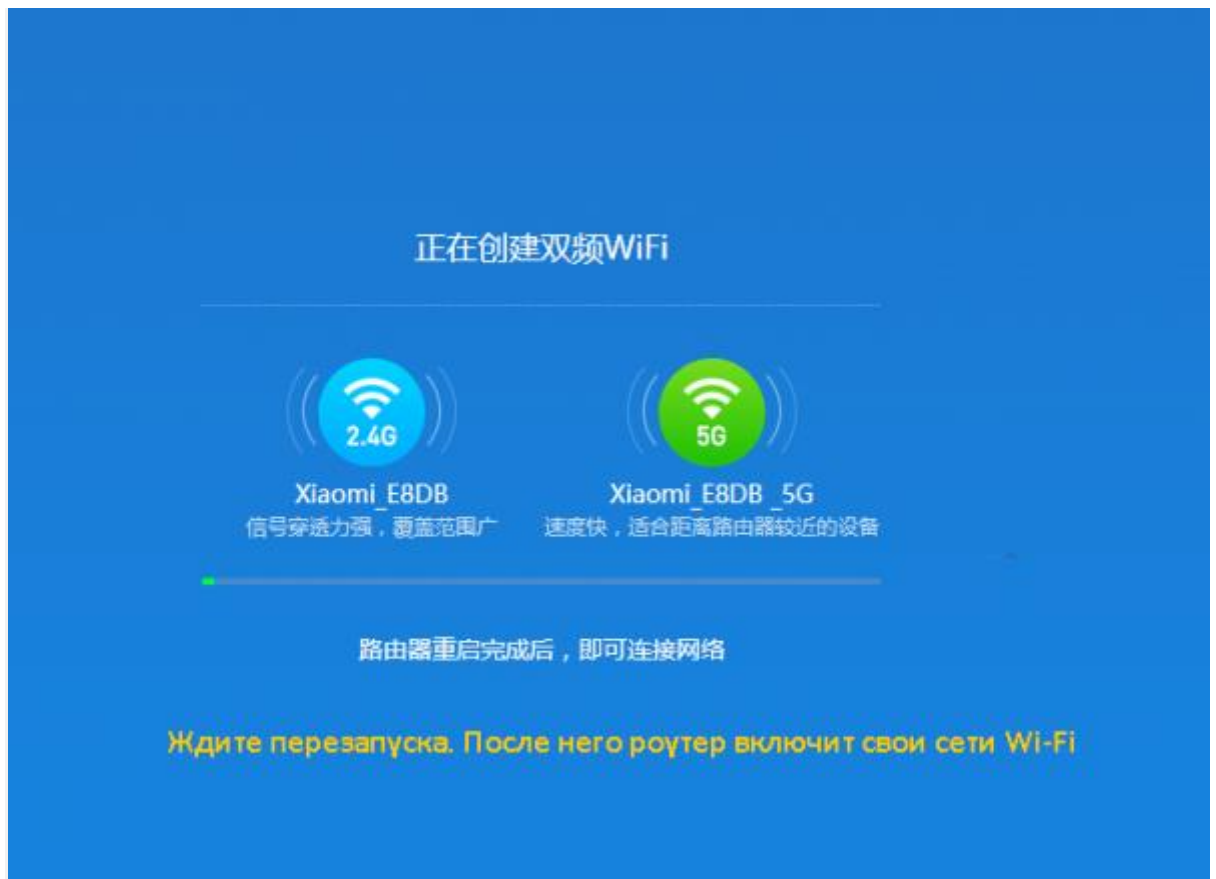 正在创建双频WiFi
2.4G
5G
Xiaomi_E8DB
Xiaomi_E8DB _5G
信号穿透力强，覆盖范围广
速度快，适合距离路由器较近的设备
路由器重启完成后，即可连接网络
Ждите перезапуска. После него роутер включит свои сети Wi-Fi